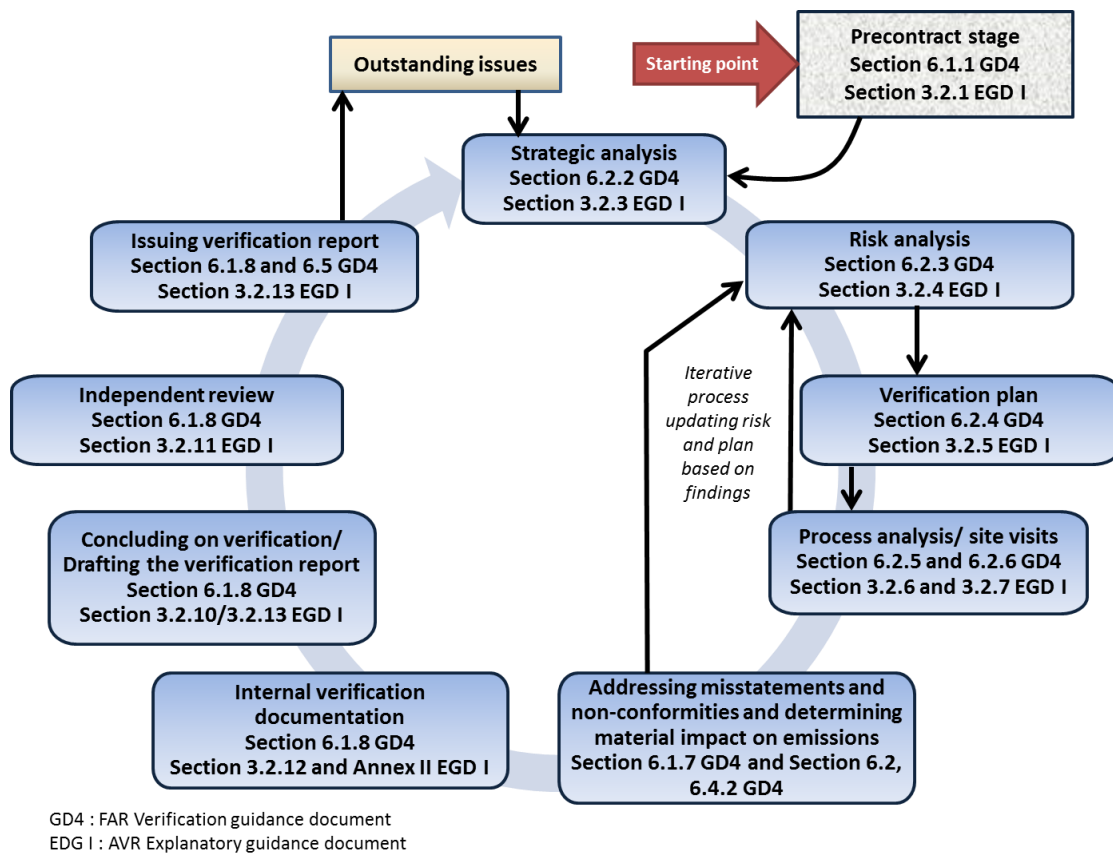 Outstanding issues
Starting point
Precontract stage
Section 6.1.1 GD4
Section 3.2.1 EGD I
Strategic analysis
Section 6.2.2 GD4
Section 3.2.3 EGD I
Risk analysis
Section 6.2.3 GD4
Section 3.2.4 EGD I
Verification plan
Section 6.2.4 GD4
Section 3.2.5 EGD I
Process analysis/ site visits
Section 6.2.5 and 6.2.6 GD4
Section 3.2.6 and 3.2.7 EGD I
Iterative
process
updating risk
and plan
based on
findings
Addressing misstatements and
non-conformities and determining
material impact on emissions
Section 6.1.7 GD4 and Section 6.2,
6.4.2 GD4
Internal verification
documentation
Section 6.1.8 GD4
Section 3.2.12 and Annex II EGD I
Concluding on verification/
Drafting the verification report
Section 6.1.8 GD4
Section 3.2.10/3.2.13 EGD I
Independent review
Section 6.1.8 GD4
Section 3.2.11 EGD I
Issuing verification report
Section 6.1.8 and 6.5 GD4
Section 3.2.13 EGD I
GD4 : FAR Verification guidance document
EDG I : AVR Explanatory guidance document